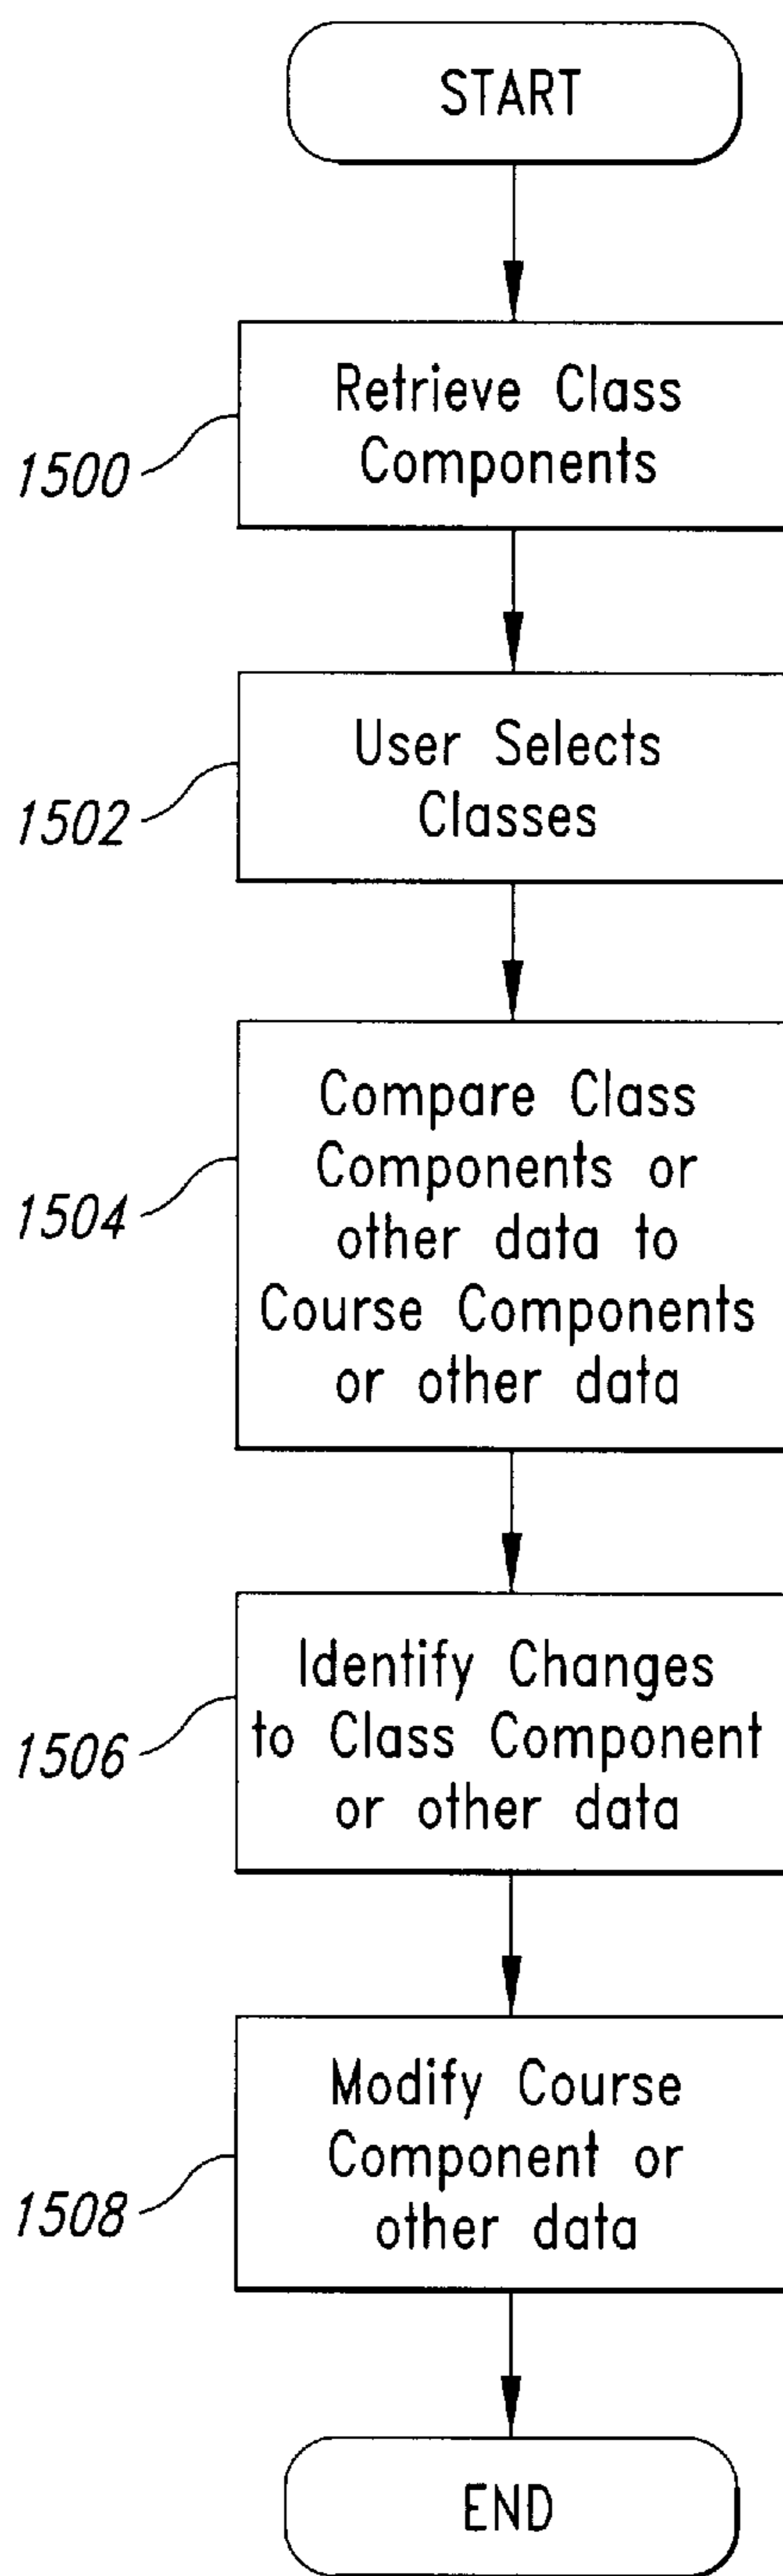 START
Retrieve Class
Components
1500
User Selects
Classes
1502
Compare Class
Components or
other data to
Course Components
or other data
1504
Identify Changes
to Class Component
or other data
1506
Modify Course
Component or
other data
1508
END